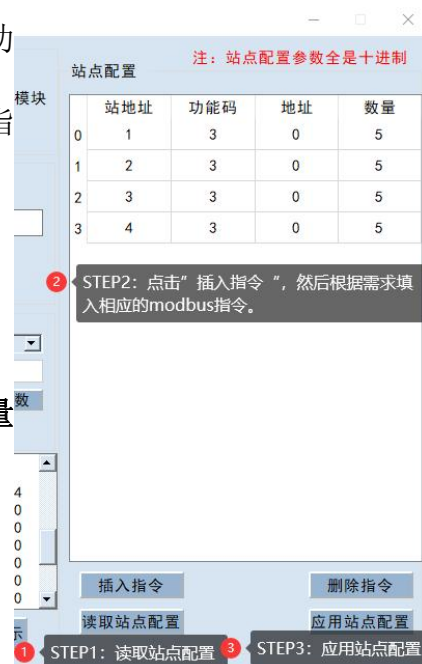 注：站点配置参数全是十进制
站点配置
模块
站地址 功能码 地址 数量
0 1 3 0 5
1 2 3 0 5
2 3 3 0 5
3 4 3 0 5
2 STEP2：点击”插入指令“，然后根据需求填
入相应的modbus指令。
数
量
4
0
0
0
0
0
0
插入指令 删除指令
读取站点配置 应用站点配置
示
1 STEP1：读取站点配置 3 STEP3：应用站点配置